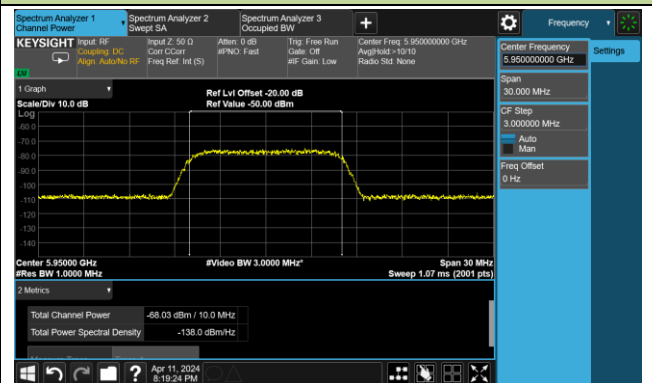 Spectrum Analyzer 1
Channel Power
Spectrum Analyzer 2
Swept SA
Spectrum Analyzer 3
Occupied BW
Frequency
KEYSIGHT
Input: RF
Coupling: DC
Align: Auto/No RF
Input Z: 50 Ω
Corr CCorr
Freq Ref: Int (S)
Atten: 0 dB
#PNO: Fast
Trig: Free Run
Gate: Off
#IF Gain: Low
Center Freq: 5.950000000 GHz
Avg|Hold:>10/10
Radio Std: None
Center Frequency
5.950000000 GHz
Settings
Span
30.000 MHz
CF Step
3.000000 MHz
Auto
Man
Freq Offset
0 Hz
1 Graph
Scale/Div 10.0 dB
Ref Lvl Offset -20.00 dB
Ref Value -50.00 dBm
Log
-60.0
-70.0
-80.0
-90.0
-100
-110
-120
-130
-140
Center 5.95000 GHz
#Res BW 1.0000 MHz
#Video BW 3.0000 MHz*
Span 30 MHz
Sweep 1.07 ms (2001 pts)
2 Metrics
Total Channel Power -68.03 dBm / 10.0 MHz
Total Power Spectral Density -138.0 dBm/Hz
?
Apr 11, 2024
8:19:24 PM